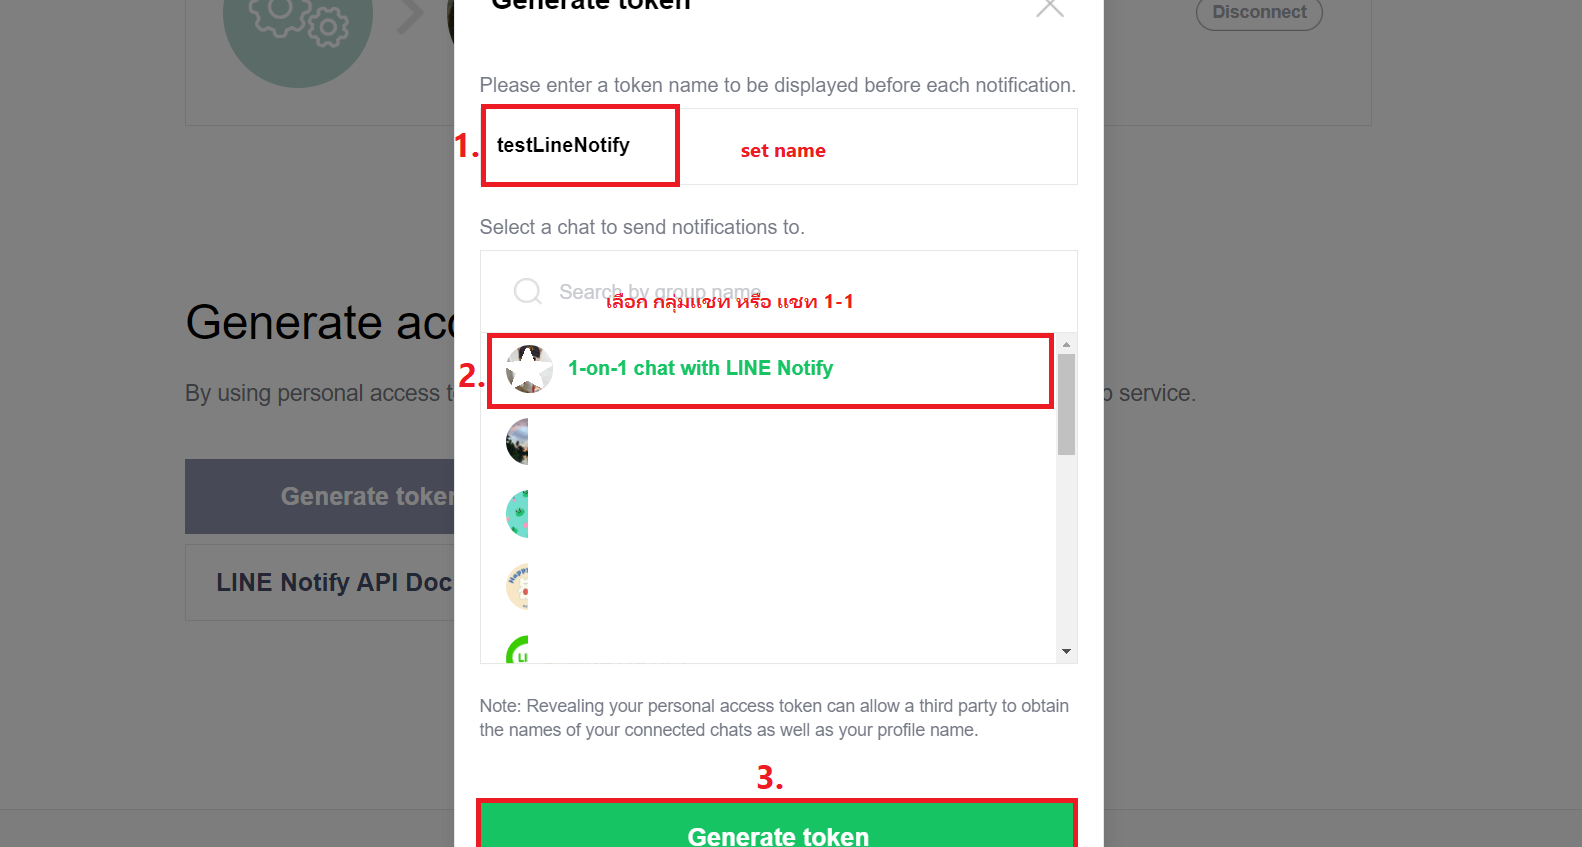 Generate token
Disconnect
Please enter a token name to be displayed before each notification.
1.
testLineNotify
set name
Select a chat to send notifications to.
Search by group name
เลือก กลุ่มแชท หรือ แชท 1-1
2.
1-on-1 chat with LINE Notify
Generate acc
By using personal access t
service.
Generate token
LINE Notify API Doc
Note: Revealing your personal access token can allow a third party to obtain
the names of your connected chats as well as your profile name.
3.
Generate token